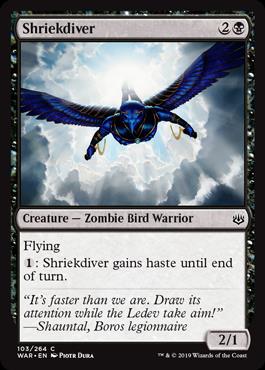 Shriekdiver 2
Creature — Zombie Bird Warrior
Flying
1: Shriekdiver gains haste until end
of turn.
“It’s faster than we are. Draw its
attention while the Ledev take aim!”
—Shauntal, Boros legionnaire
2/1
103/264 C
WAR • EN Piotr Dura
™ & © 2019 Wizards of the Coast